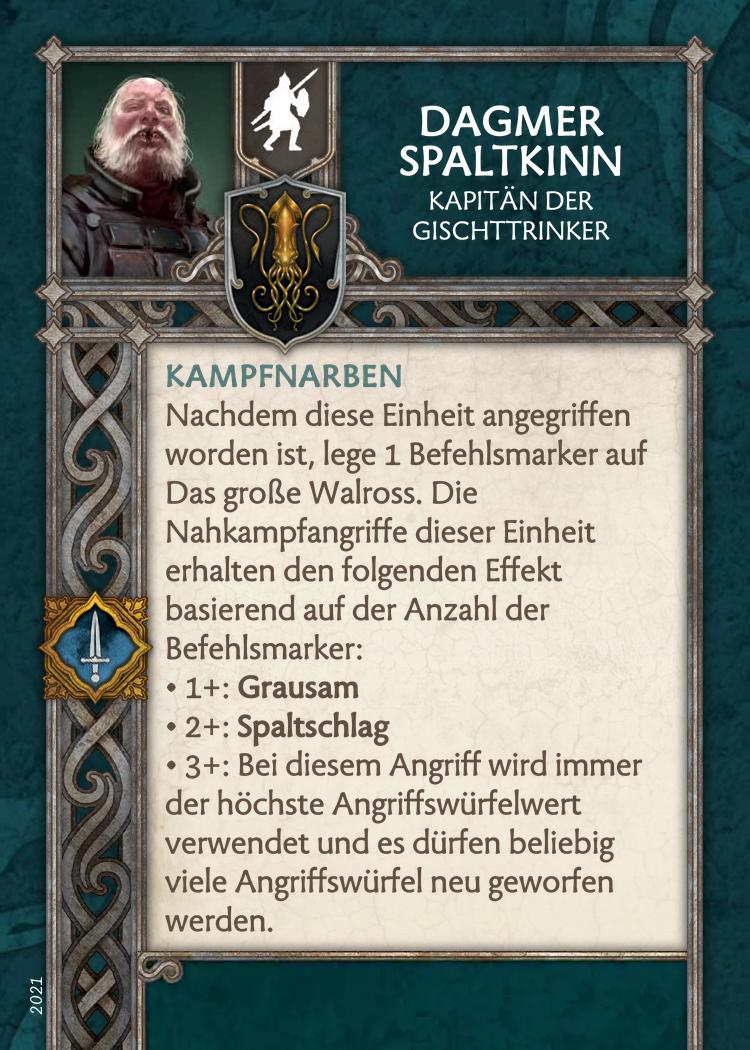 DAGMER
SPALTKINN
KAPITÄN DER
GISCHTTRINKER
KAMPFNARBEN
Nachdem diese Einheit angegriffen
worden ist, lege 1 Befehlsmarker auf
Das große Walross. Die
Nahkampfangriffe dieser Einheit
erhalten den folgenden Effekt
basierend auf der Anzahl der
Befehlsmarker:
• 1+: Grausam
• 2+: Spaltschlag
• 3+: Bei diesem Angriff wird immer
der höchste Angriffswürfelwert
verwendet und es dürfen beliebig
viele Angriffswürfel neu geworfen
werden.
2021